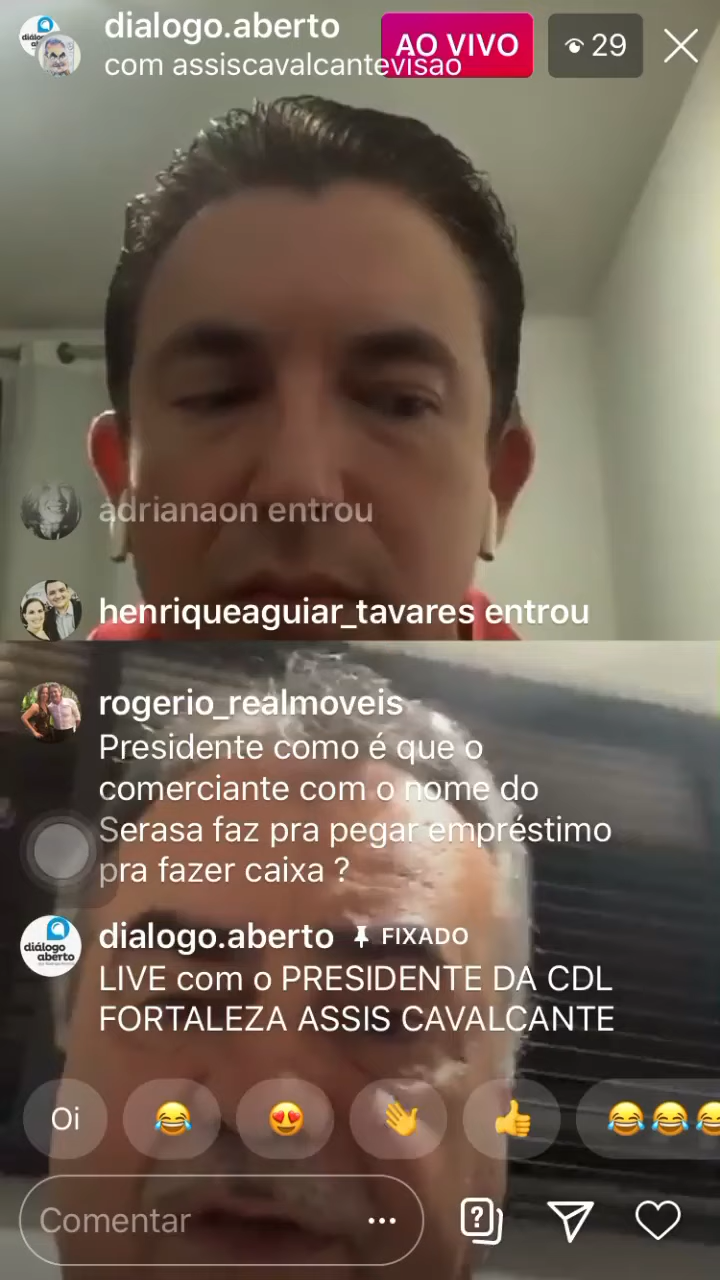 dialogo.aberto
com assiscavalcantevisao
AO VIVO
29
adrianaon entrou
henriqueaguiar_tavares entrou
rogerio_realmoveis
Presidente como é que o
comerciante com o nome do
Serasa faz pra pegar empréstimo
pra fazer caixa ?
diálogo
aberto
dialogo.aberto FIXADO
LIVE com o PRESIDENTE DA CDL
FORTALEZA ASSIS CAVALCANTE
Oi
Comentar